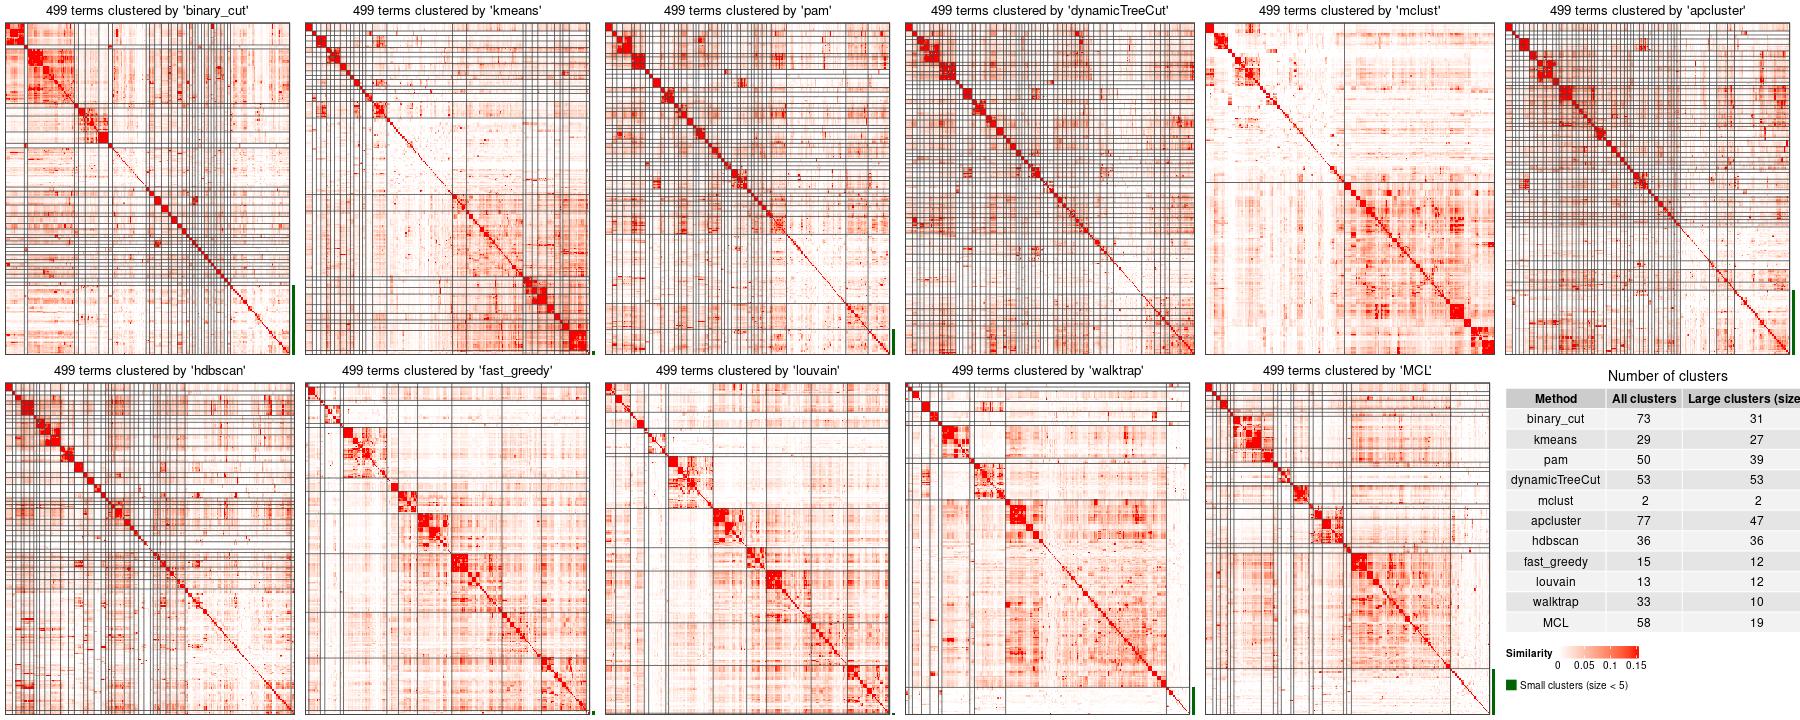 499 terms clustered by 'binary_cut'
499 terms clustered by 'kmeans'
499 terms clustered by 'pam'
499 terms clustered by 'dynamicTreeCut'
499 terms clustered by 'mclust'
499 terms clustered by 'apcluster'
499 terms clustered by 'hdbscan'
499 terms clustered by 'fast_greedy'
499 terms clustered by 'louvain'
499 terms clustered by 'walktrap'
499 terms clustered by 'MCL'
Number of clusters
Method All clusters Large clusters (size
binary_cut 73 31
kmeans 29 27
pam 50 39
dynamicTreeCut 53 53
mclust 2 2
apcluster 77 47
hdbscan 36 36
fast_greedy 15 12
louvain 13 12
walktrap 33 10
MCL 58 19
Similarity
0 0.05 0.1 0.15
Small clusters (size < 5)